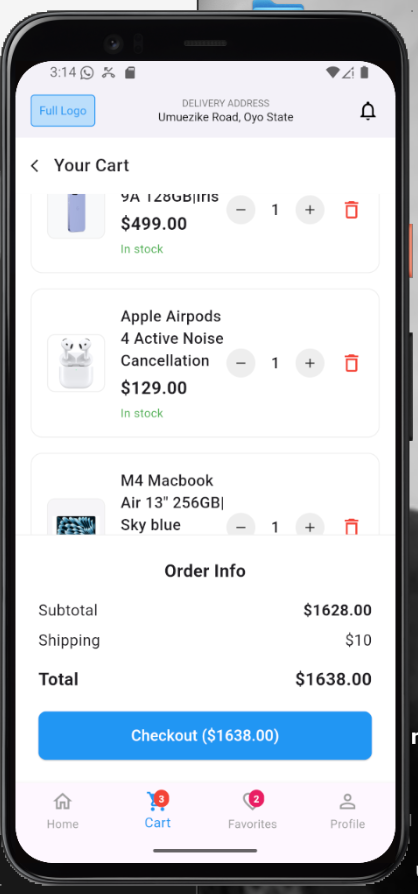 3:14
Full Logo
DELIVERY ADDRESS
Umuezike Road, Oyo State
Your Cart
9A 128GB|Iris
$499.00
- 1 +
In stock
Apple Airpods
4 Active Noise
Cancellation
- 1 +
$129.00
In stock
M4 Macbook
Air 13" 256GB|
Sky blue
- 1 +
Order Info
Subtotal $1628.00
Shipping $10
Total $1638.00
Checkout ($1638.00)
3 2
Home Cart Favorites Profile